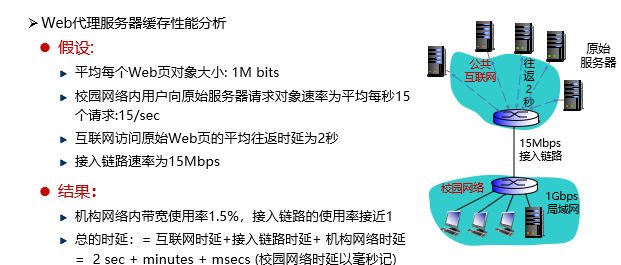 Web代理服务器缓存性能分析
假设:
平均每个Web页对象大小: 1M bits
校园网络内用户向原始服务器请求对象速率为平均每秒15
个请求:15/sec
互联网访问原始Web页的平均往返时延为2秒
接入链路速率为15Mbps
结果：
机构网络内带宽使用率1.5%，接入链路的使用率接近1
总的时延：= 互联网时延+接入链路时延+ 机构网络时延
= 2 sec + minutes + msecs (校园网络时延以毫秒记)
公共
互联网
往
返
2
秒
原始
服务器
15Mbps
接入链路
校园网络
1Gbps
局域网